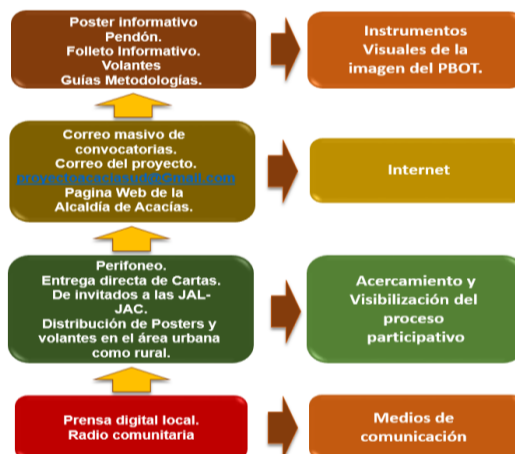 Poster informativo
Pendón.
Folleto Informativo.
Volantes
Guías Metodologías.
Instrumentos
Visuales de la
imagen del PBOT.
Correo masivo de
convocatorias.
Correo del proyecto.
proyectoacaciasud@Gmail.com
Pagina Web de la
Alcaldía de Acacías.
Internet
Perifoneo.
Entrega directa de Cartas.
De invitados a las JAL-
JAC.
Distribución de Posters y
volantes en el área urbana
como rural.
Acercamiento y
Visibilización del
proceso
participativo
Prensa digital local.
Radio comunitaria
Medios de
comunicación